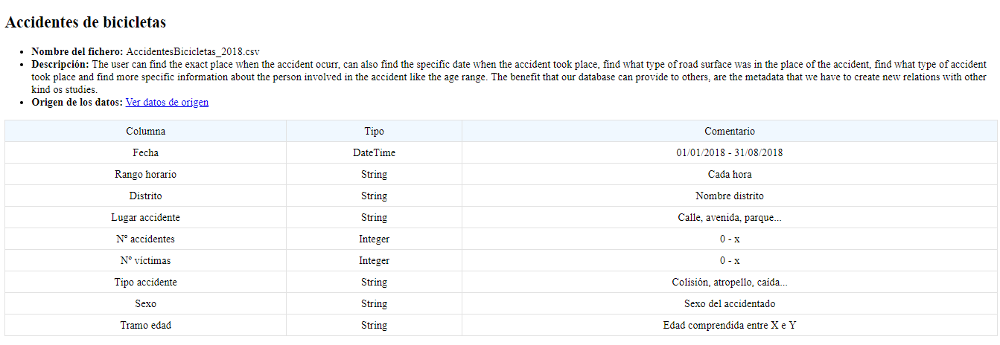 Accidentes de bicicletas
• Nombre del fichero: AccidentesBicicletas_2018.csv
• Descripción: The user can find the exact place when the accident ocurr, can also find the specific date when the accident took place, find what type of road surface was in the place of the accident, find what type of accident
took place and find more specific information about the person involved in the accident like the age range. The benefit that our database can provide to others, are the metadata that we have to create new relations with other
kind os studies.
• Origen de los datos: Ver datos de origen
Columna Tipo Comentario
Fecha DateTime 01/01/2018 - 31/08/2018
Rango horario String Cada hora
Distrito String Nombre distrito
Lugar accidente String Calle, avenida, parque...
Nº accidentes Integer 0 - x
Nº víctimas Integer 0 - x
Tipo accidente String Colisión, atropello, caída...
Sexo String Sexo del accidentado
Tramo edad String Edad comprendida entre X e Y